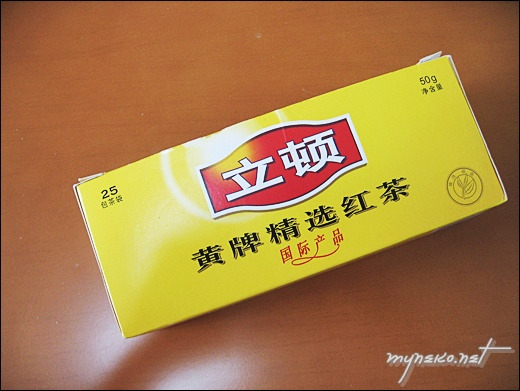 50g
净含量
立顿
25
包茶袋
黄牌精选红茶
国际产品
myneko.net